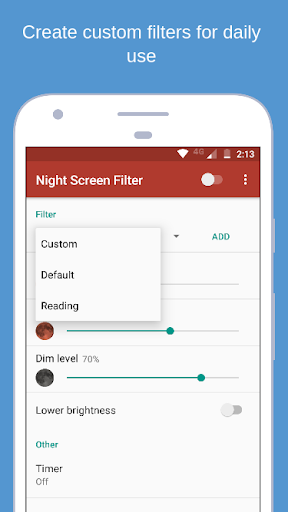 Create custom filters for daily
use
4G 2:13
Night Screen Filter
Filter
Custom
ADD
Default
Reading
Dim level 70%
Lower brightness
Other
Timer
Off